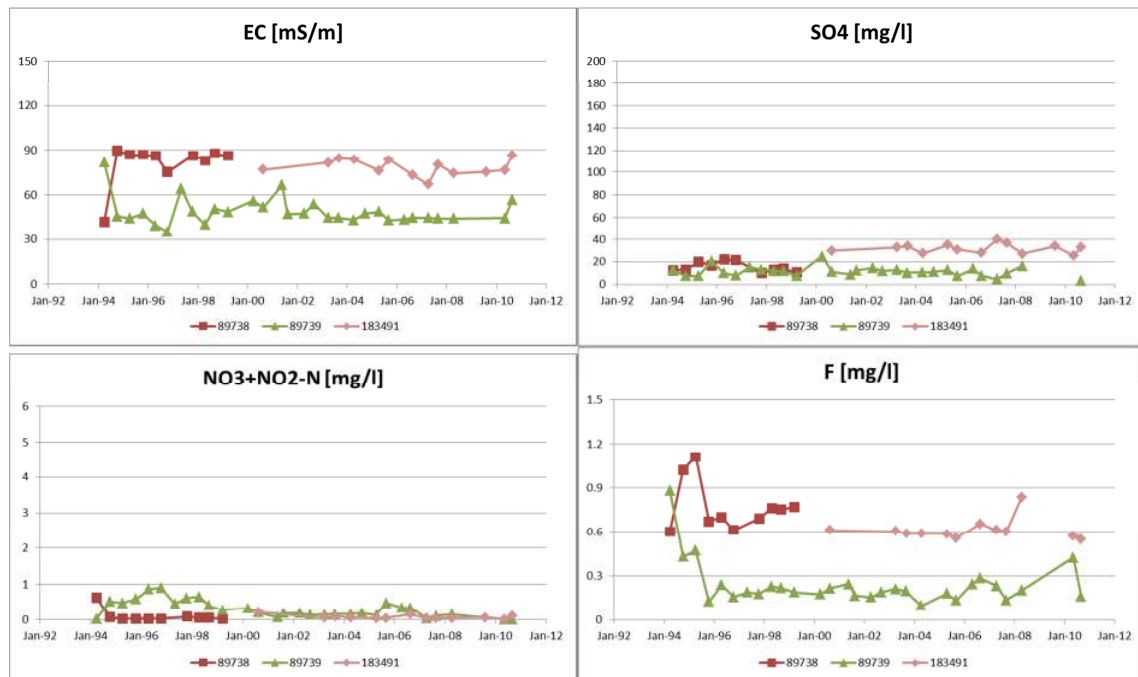 EC [mS/m]
150
120
90
60
30
0
Jan-92 Jan-94 Jan-96 Jan-98 Jan-00 Jan-02 Jan-04 Jan-06 Jan-08 Jan-10 Jan-12
89738 89739 183491
SO4 [mg/l]
200
180
160
140
120
100
80
60
40
20
0
Jan-92 Jan-94 Jan-96 Jan-98 Jan-00 Jan-02 Jan-04 Jan-06 Jan-08 Jan-10 Jan-12
89738 89739 183491
NO3+NO2-N [mg/l]
6
5
4
3
2
1
0
Jan-92 Jan-94 Jan-96 Jan-98 Jan-00 Jan-02 Jan-04 Jan-06 Jan-08 Jan-10 Jan-12
89738 89739 183491
F [mg/l]
1.5
1.2
0.9
0.6
0.3
0
Jan-92 Jan-94 Jan-96 Jan-98 Jan-00 Jan-02 Jan-04 Jan-06 Jan-08 Jan-10 Jan-12
89738 89739 183491